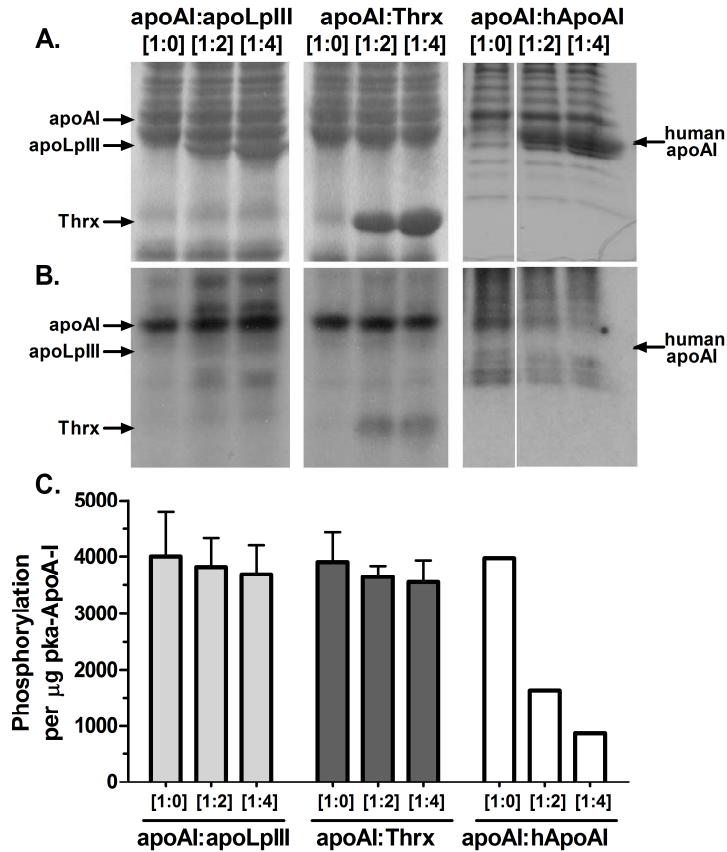 A.
apoAI:apoLpIII apoAI:Thrx apoAI:hApoAI
[1:0] [1:2] [1:4] [1:0] [1:2] [1:4] [1:0] [1:2] [1:4]
apoAI
apoLpIII
Thrx
human
apoAI
B.
apoAI
apoLpIII
Thrx
human
apoAI
C.
Phosphorylation
per μg pka-ApoA-I
5000
4000
3000
2000
1000
0
[1:0] [1:2] [1:4] [1:0] [1:2] [1:4] [1:0] [1:2] [1:4]
apoAI:apoLpIII apoAI:Thrx apoAI:hApoAI